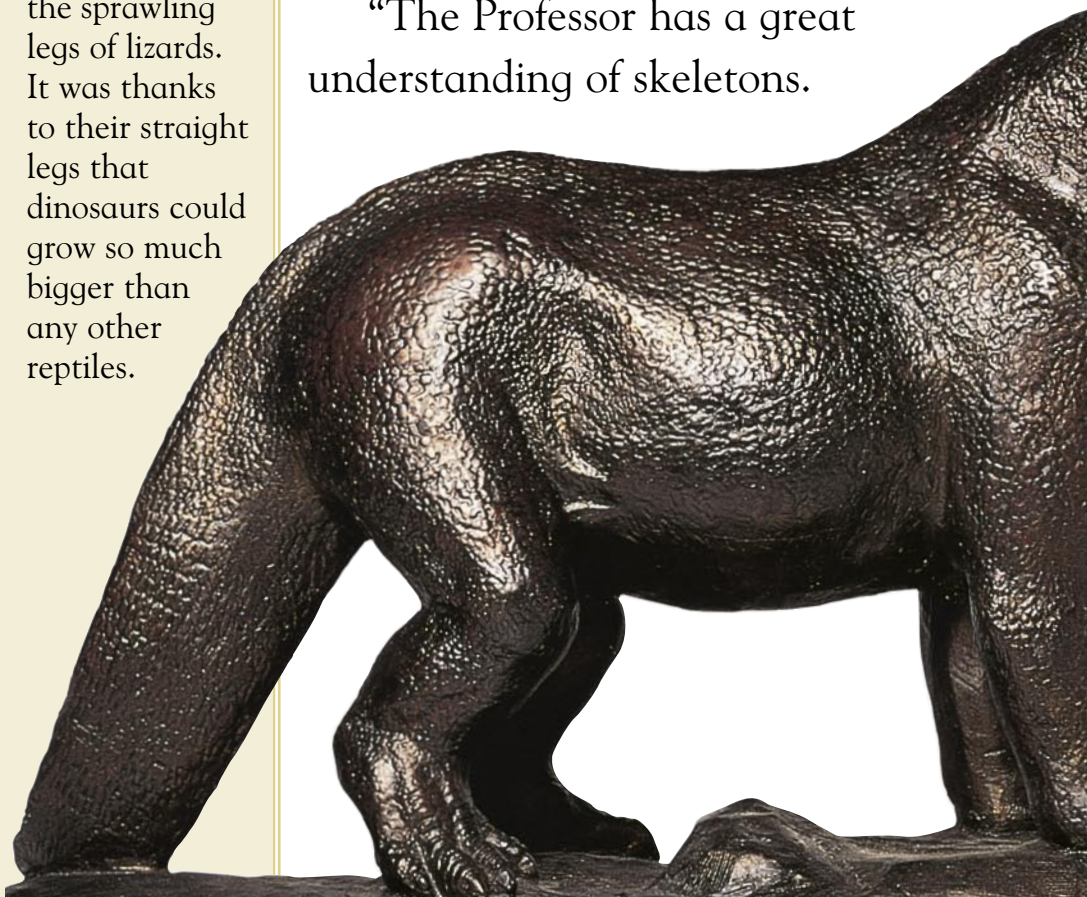 the sprawling
legs of lizards.
It was thanks
to their straight
legs that
dinosaurs could
grow so much
bigger than
any other
reptiles.
“The Professor has a great
understanding of skeletons.